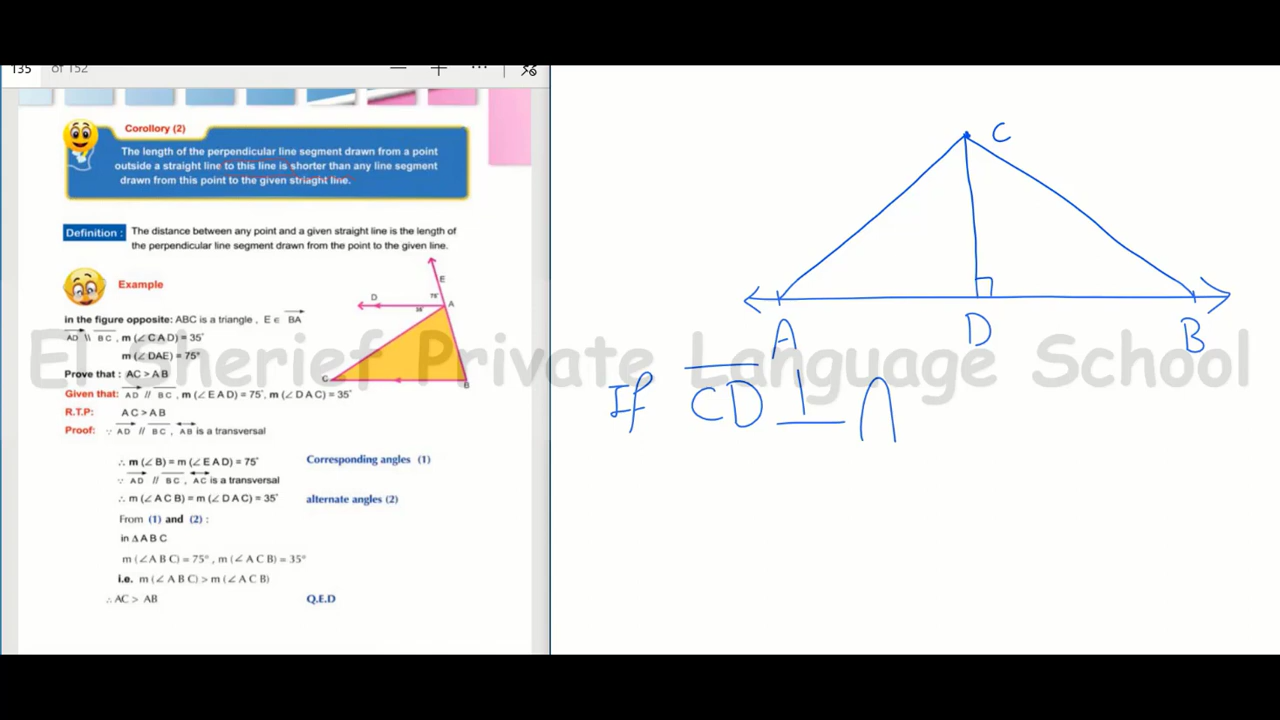 135 of 152
Corollory (2)
The length of the perpendicular line segment drawn from a point
outside a straight line to this line is shorter than any line segment
drawn from this point to the given striaght line.
Definition : The distance between any point and a given straight line is the length of
the perpendicular line segment drawn from the point to the given line.
Example
in the figure opposite: ABC is a triangle , E ∈ BA
AD \\ BC , m (∠CAD) = 35°
m (∠DAE) = 75°
Prove that : AC > AB
Given that: AD // BC , m (∠EAD) = 75°, m (∠DAC) = 35°
R.T.P: AC > AB
Proof: ∵ AD // BC , AB is a transversal
∴ m (∠B) = m (∠EAD) = 75° Corresponding angles (1)
∵ AD // BC , AC is a transversal
∴ m (∠ACB) = m (∠DAC) = 35° alternate angles (2)
From (1) and (2) :
in ΔABC
m (∠ABC) = 75° , m (∠ACB) = 35°
i.e. m (∠ABC) > m (∠ACB)
∴ AC > AB Q.E.D
E
75°
D
A
35°
C
B
C
A D B
If CD ⊥
El Sherief Private Language School